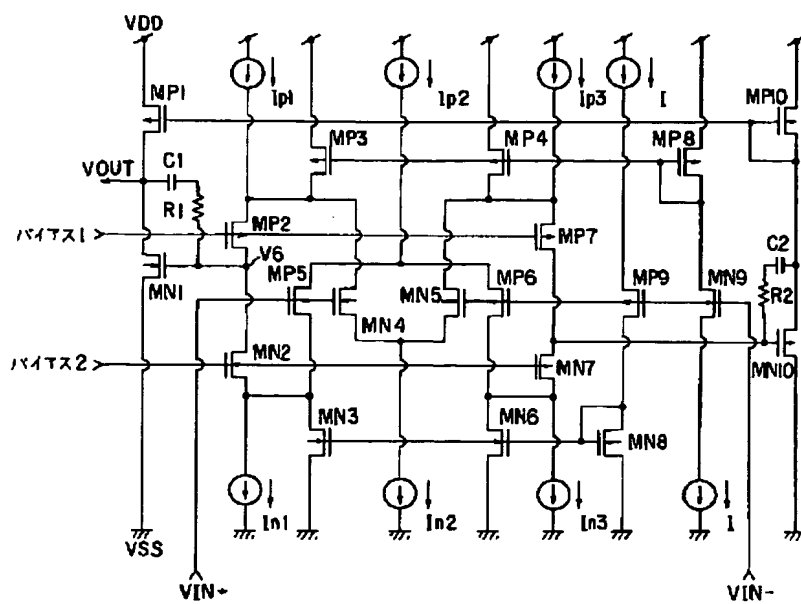 VDD
Ip1
Ip2
Ip3
I
MP1
MP10
MP3
MP4
MP8
VOUT
C1
R1
バイアス1
MP2
MP7
V6
C2
MN1
MP5
MN4
MN5
MP6
MP9
MN9
R2
バイアス2
MN2
MN7
MN10
MN3
MN6
MN8
In1
In2
In3
I
VSS
VIN+
VIN-